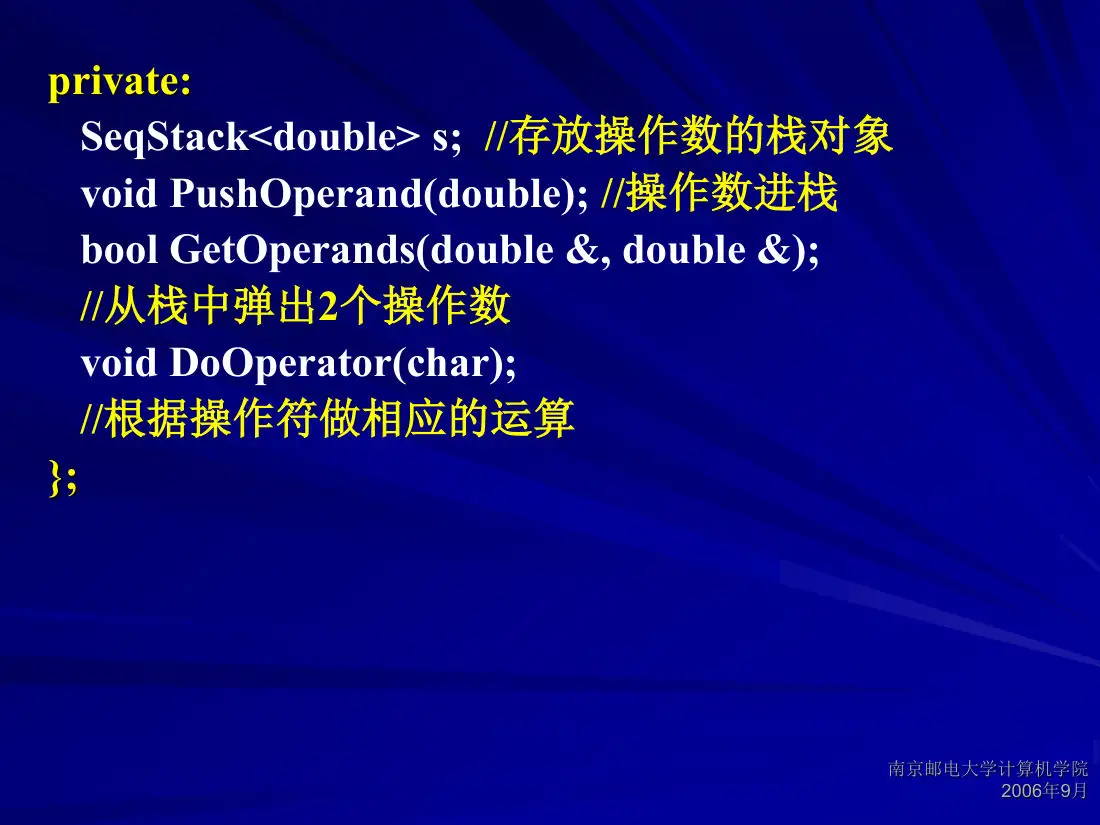 private:
SeqStack<double> s; //存放操作数的栈对象
void PushOperand(double); //操作数进栈
bool GetOperands(double &, double &);
//从栈中弹出2个操作数
void DoOperator(char);
//根据操作符做相应的运算
};
南京邮电大学计算机学院
2006年9月